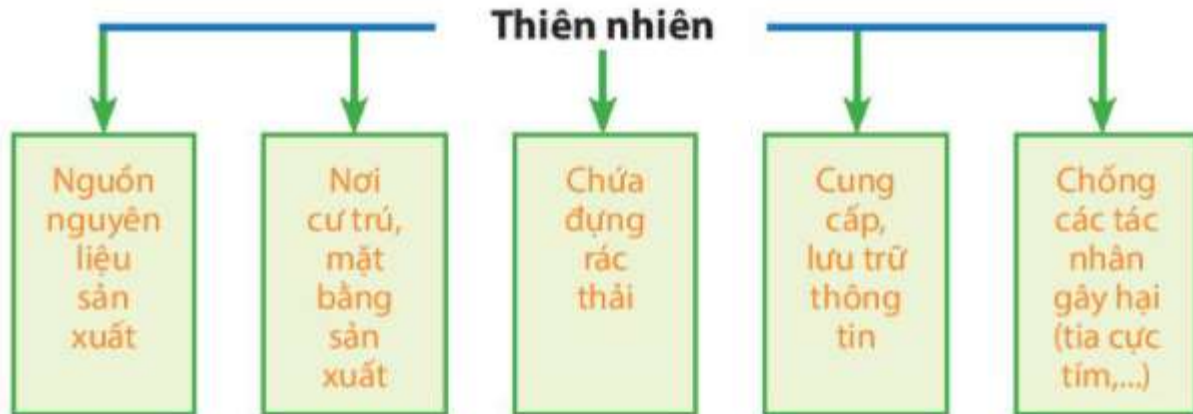 Thiên nhiên
Nguồn
nguyên
liệu
sản
xuất
Nơi
cư trú,
mặt
bằng
sản
xuất
Chứa
đựng
rác
thải
Cung
cấp,
lưu trữ
thông
tin
Chống
các tác
nhân
gây hại
(tia cực
tím,...)